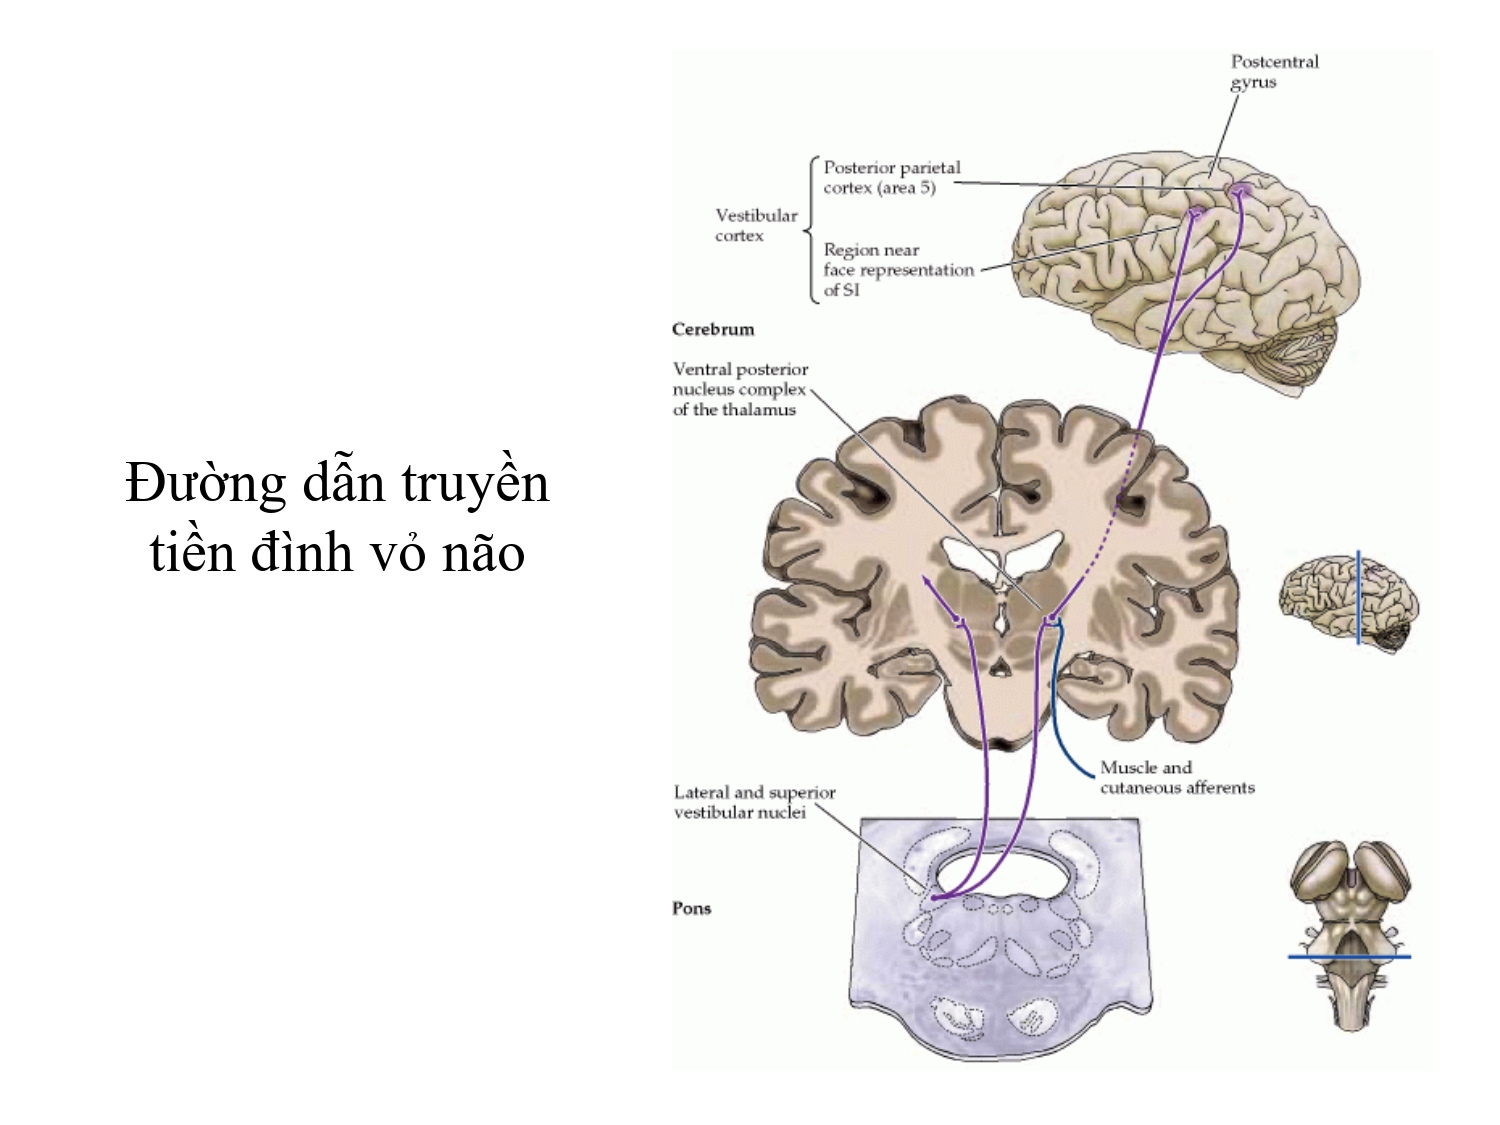 Đường dẫn truyền
tiền đình vỏ não
Postcentral
gyrus
Posterior parietal
cortex (area 5)
Vestibular
cortex
Region near
face representation
of SI
Cerebrum
Ventral posterior
nucleus complex
of the thalamus
Muscle and
cutaneous afferents
Lateral and superior
vestibular nuclei
Pons